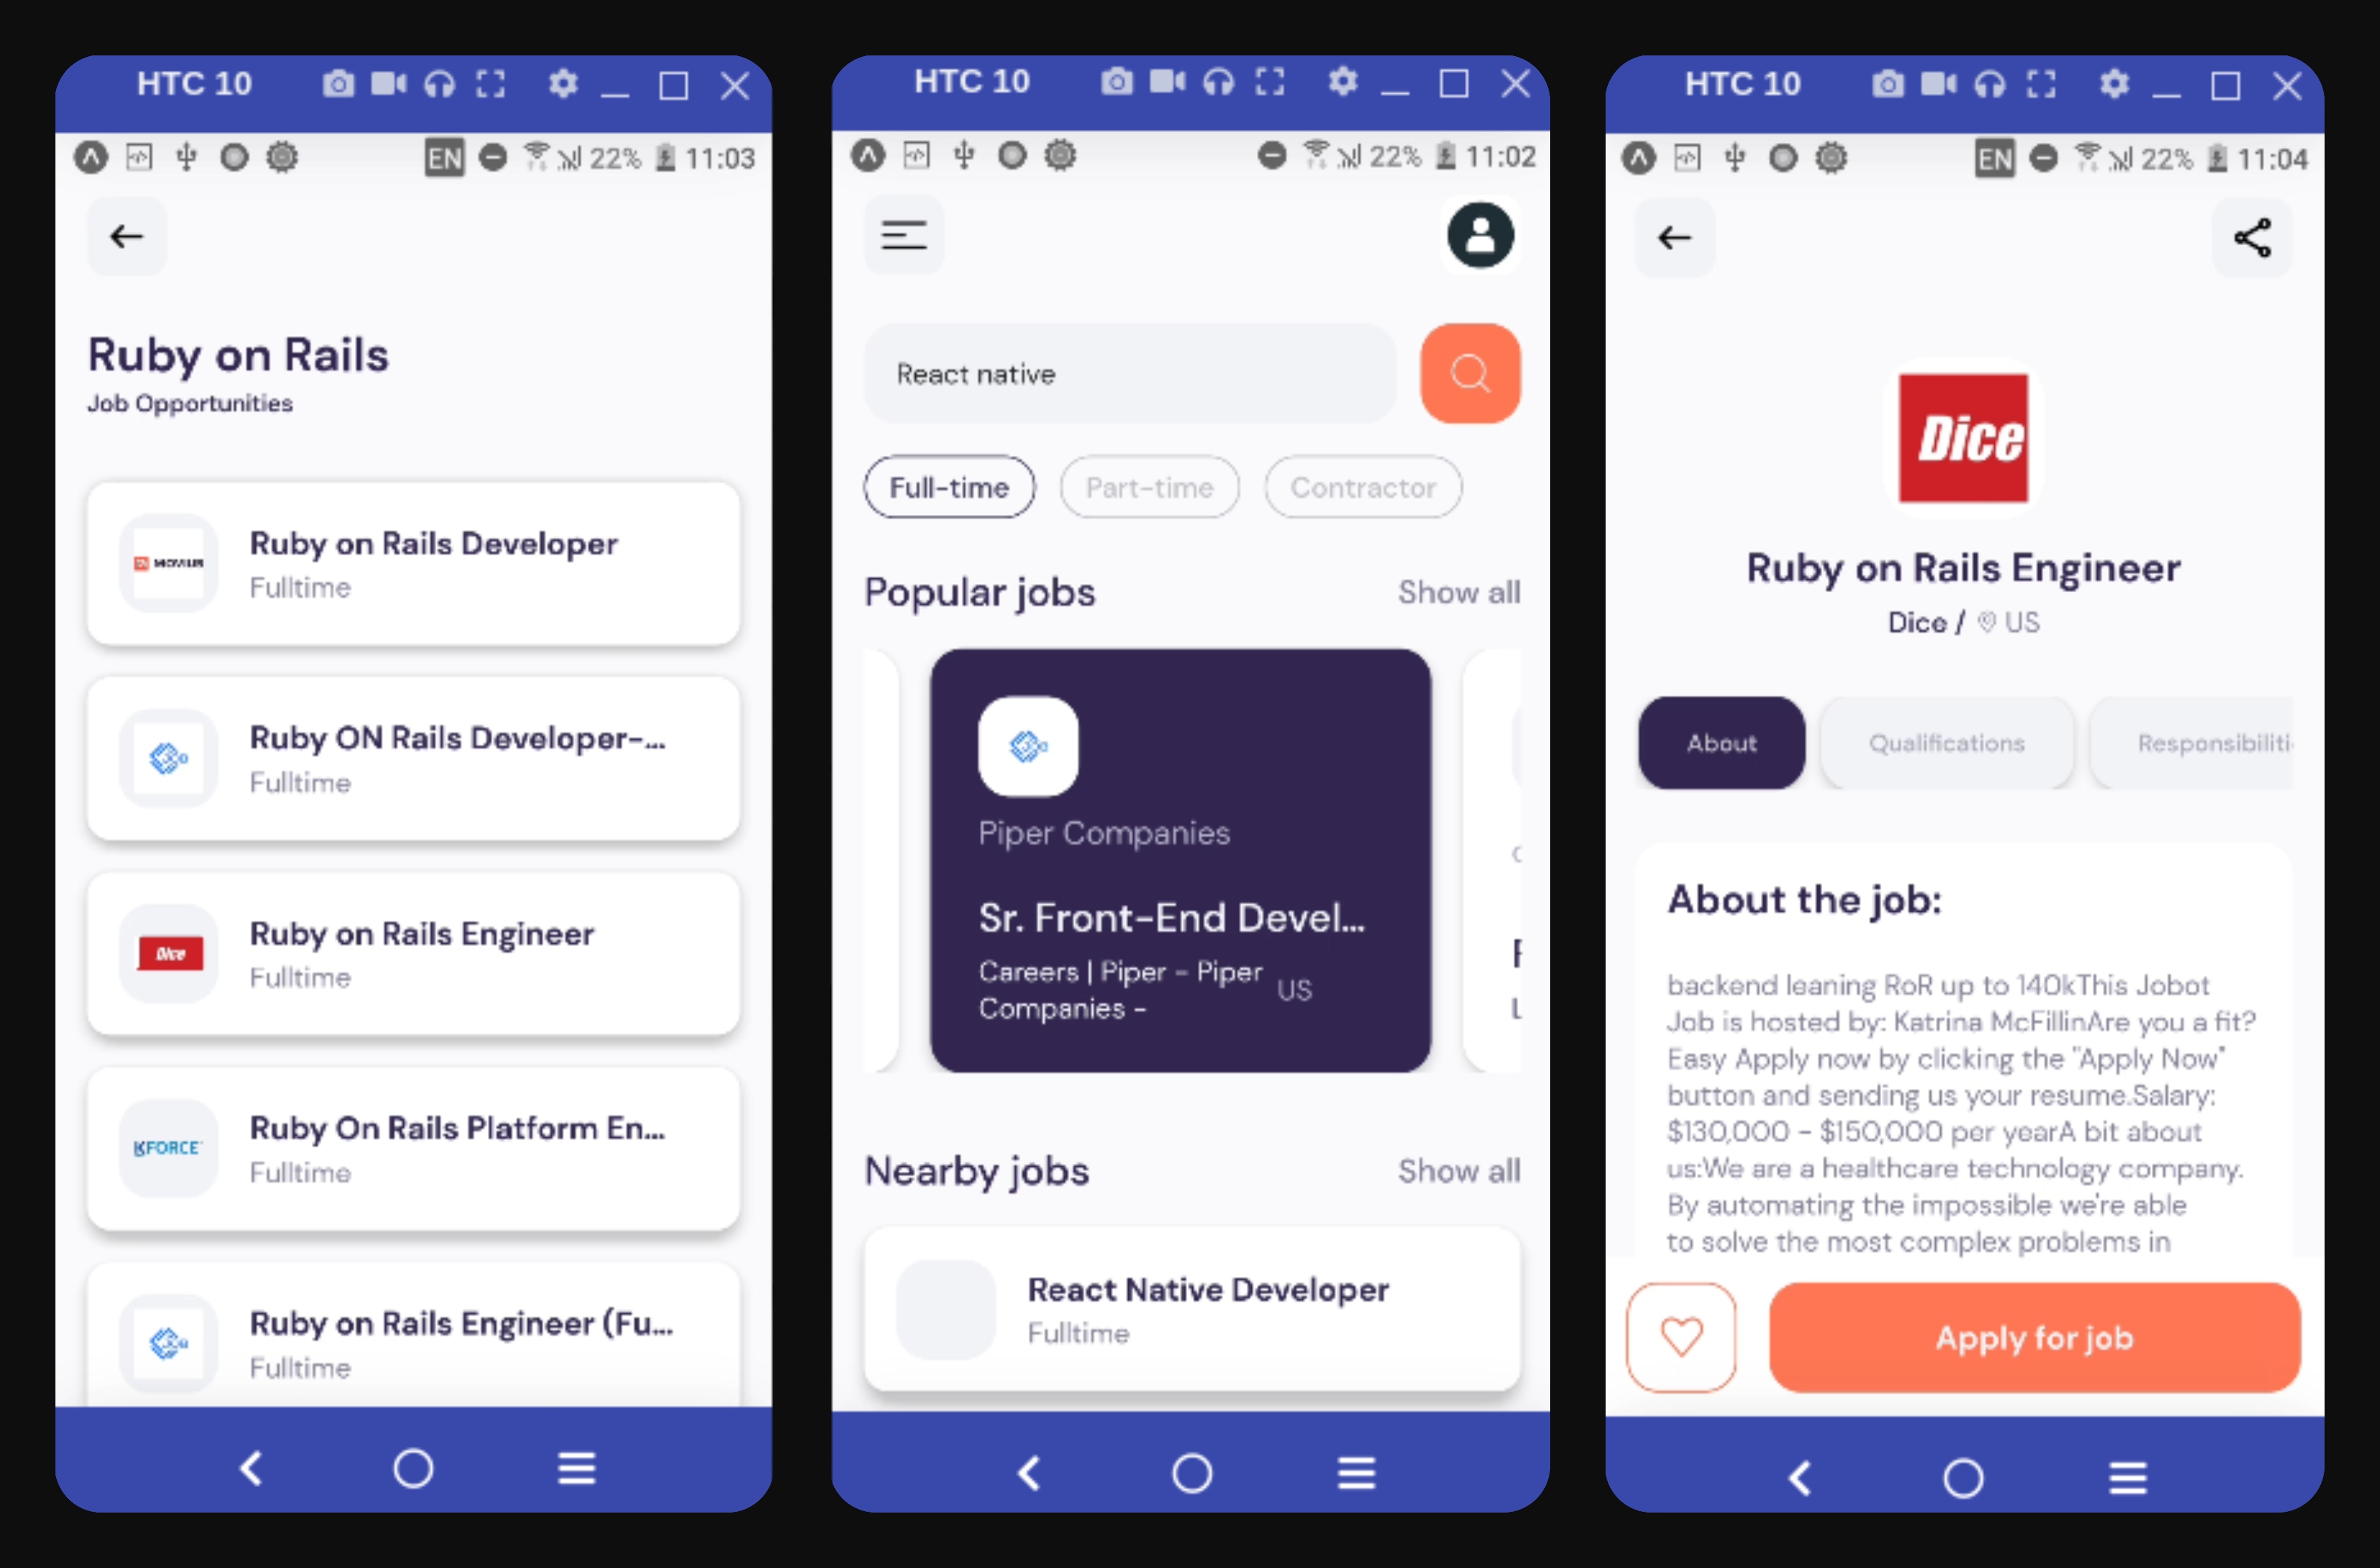 HTC 10
EN 22% 11:03
Ruby on Rails
Job Opportunities
MOVIUS
Ruby on Rails Developer
Fulltime
Ruby ON Rails Developer-...
Fulltime
Dice
Ruby on Rails Engineer
Fulltime
KFORCE
Ruby On Rails Platform En...
Fulltime
Ruby on Rails Engineer (Fu...
Fulltime
HTC 10
22% 11:02
React native
Full-time
Part-time
Contractor
Popular jobs
Show all
Piper Companies
Sr. Front-End Devel...
Careers | Piper - Piper
Companies -
US
Nearby jobs
Show all
React Native Developer
Fulltime
HTC 10
EN 22% 11:04
Dice
Ruby on Rails Engineer
Dice / US
About
Qualifications
Responsibiliti
About the job:
backend leaning RoR up to 140kThis Jobot
Job is hosted by: Katrina McFillinAre you a fit?
Easy Apply now by clicking the "Apply Now"
button and sending us your resume.Salary:
$130,000 - $150,000 per yearA bit about
us:We are a healthcare technology company.
By automating the impossible we're able
to solve the most complex problems in
Apply for job